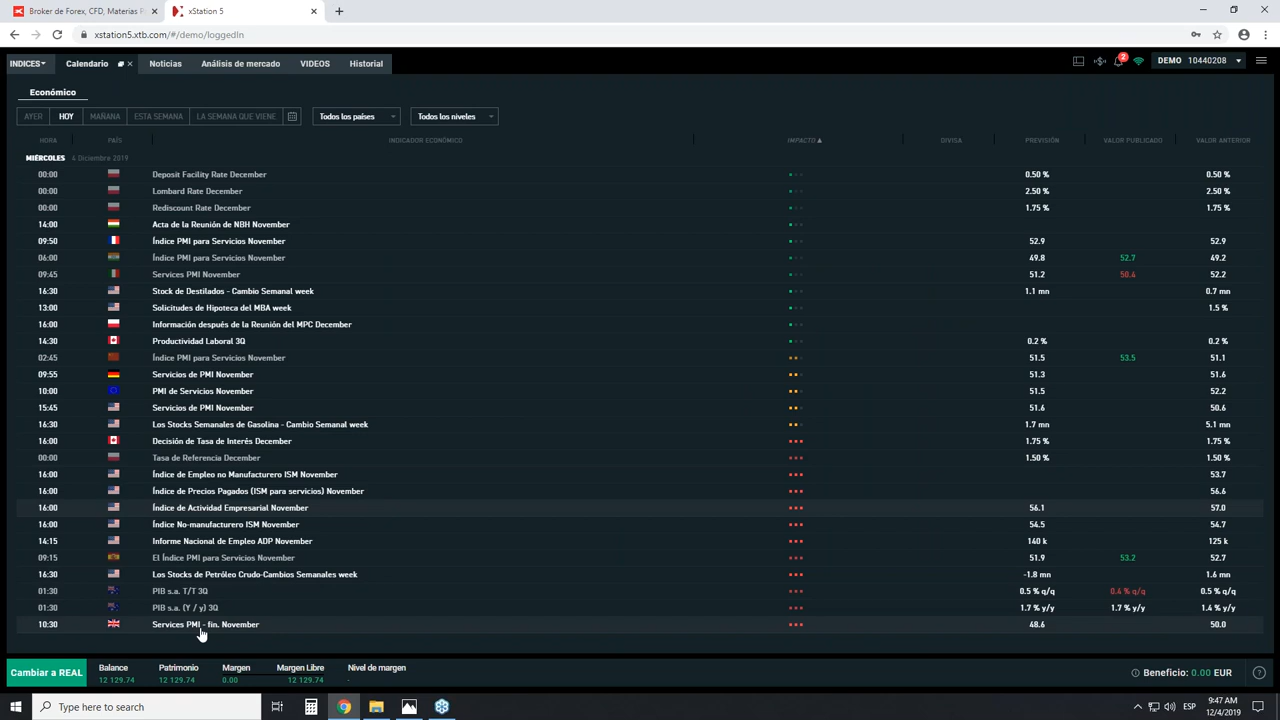 Broker de Forex, CFD, Materias P
xStation 5
xstation5.xtb.com/#/demo/loggedIn
INDICES Calendario Noticias Análisis de mercado VIDEOS Historial 2 DEMO 10440208
Económico
AYER HOY MAÑANA ESTA SEMANA LA SEMANA QUE VIENE Todos los países Todos los niveles
HORA PAÍS INDICADOR ECONÓMICO IMPACTO DIVISA PREVISIÓN VALOR PUBLICADO VALOR ANTERIOR
MIÉRCOLES 4 Diciembre 2019
00:00 Deposit Facility Rate December 0.50 % 0.50 %
00:00 Lombard Rate December 2.50 % 2.50 %
00:00 Rediscount Rate December 1.75 % 1.75 %
14:00 Acta de la Reunión de NBH November
09:50 Índice PMI para Servicios November 52.9 52.9
06:00 Índice PMI para Servicios November 49.8 52.7 49.2
09:45 Services PMI November 51.2 50.4 52.2
16:30 Stock de Destilados - Cambio Semanal week 1.1 mn 0.7 mn
13:00 Solicitudes de Hipoteca del MBA week 1.5 %
16:00 Información después de la Reunión del MPC December
14:30 Productividad Laboral 3Q 0.2 % 0.2 %
02:45 Índice PMI para Servicios November 51.5 53.5 51.1
09:55 Servicios de PMI November 51.3 51.6
10:00 PMI de Servicios November 51.5 52.2
15:45 Servicios de PMI November 51.6 50.6
16:30 Los Stocks Semanales de Gasolina - Cambio Semanal week 1.7 mn 5.1 mn
16:00 Decisión de Tasa de Interés December 1.75 % 1.75 %
00:00 Tasa de Referencia December 1.50 % 1.50 %
16:00 Índice de Empleo no Manufacturero ISM November 53.7
16:00 Índice de Precios Pagados (ISM para servicios) November 56.6
16:00 Índice de Actividad Empresarial November 56.1 57.0
16:00 Índice No-manufacturero ISM November 54.5 54.7
14:15 Informe Nacional de Empleo ADP November 140 k 125 k
09:15 El Índice PMI para Servicios November 51.9 53.2 52.7
16:30 Los Stocks de Petróleo Crudo-Cambios Semanales week -1.8 mn 1.6 mn
01:30 PIB s.a. T/T 3Q 0.5 % q/q 0.4 % q/q 0.5 % q/q
01:30 PIB s.a. (Y / y) 3Q 1.7 % y/y 1.7 % y/y 1.4 % y/y
10:30 Services PMI - fin. November 48.6 50.0
Cambiar a REAL Balance Patrimonio Margen Margen Libre Nivel de margen Beneficio: 0.00 EUR
12 129.74 12 129.74 0.00 12 129.74 -
Type here to search ESP 9:47 AM
12/4/2019